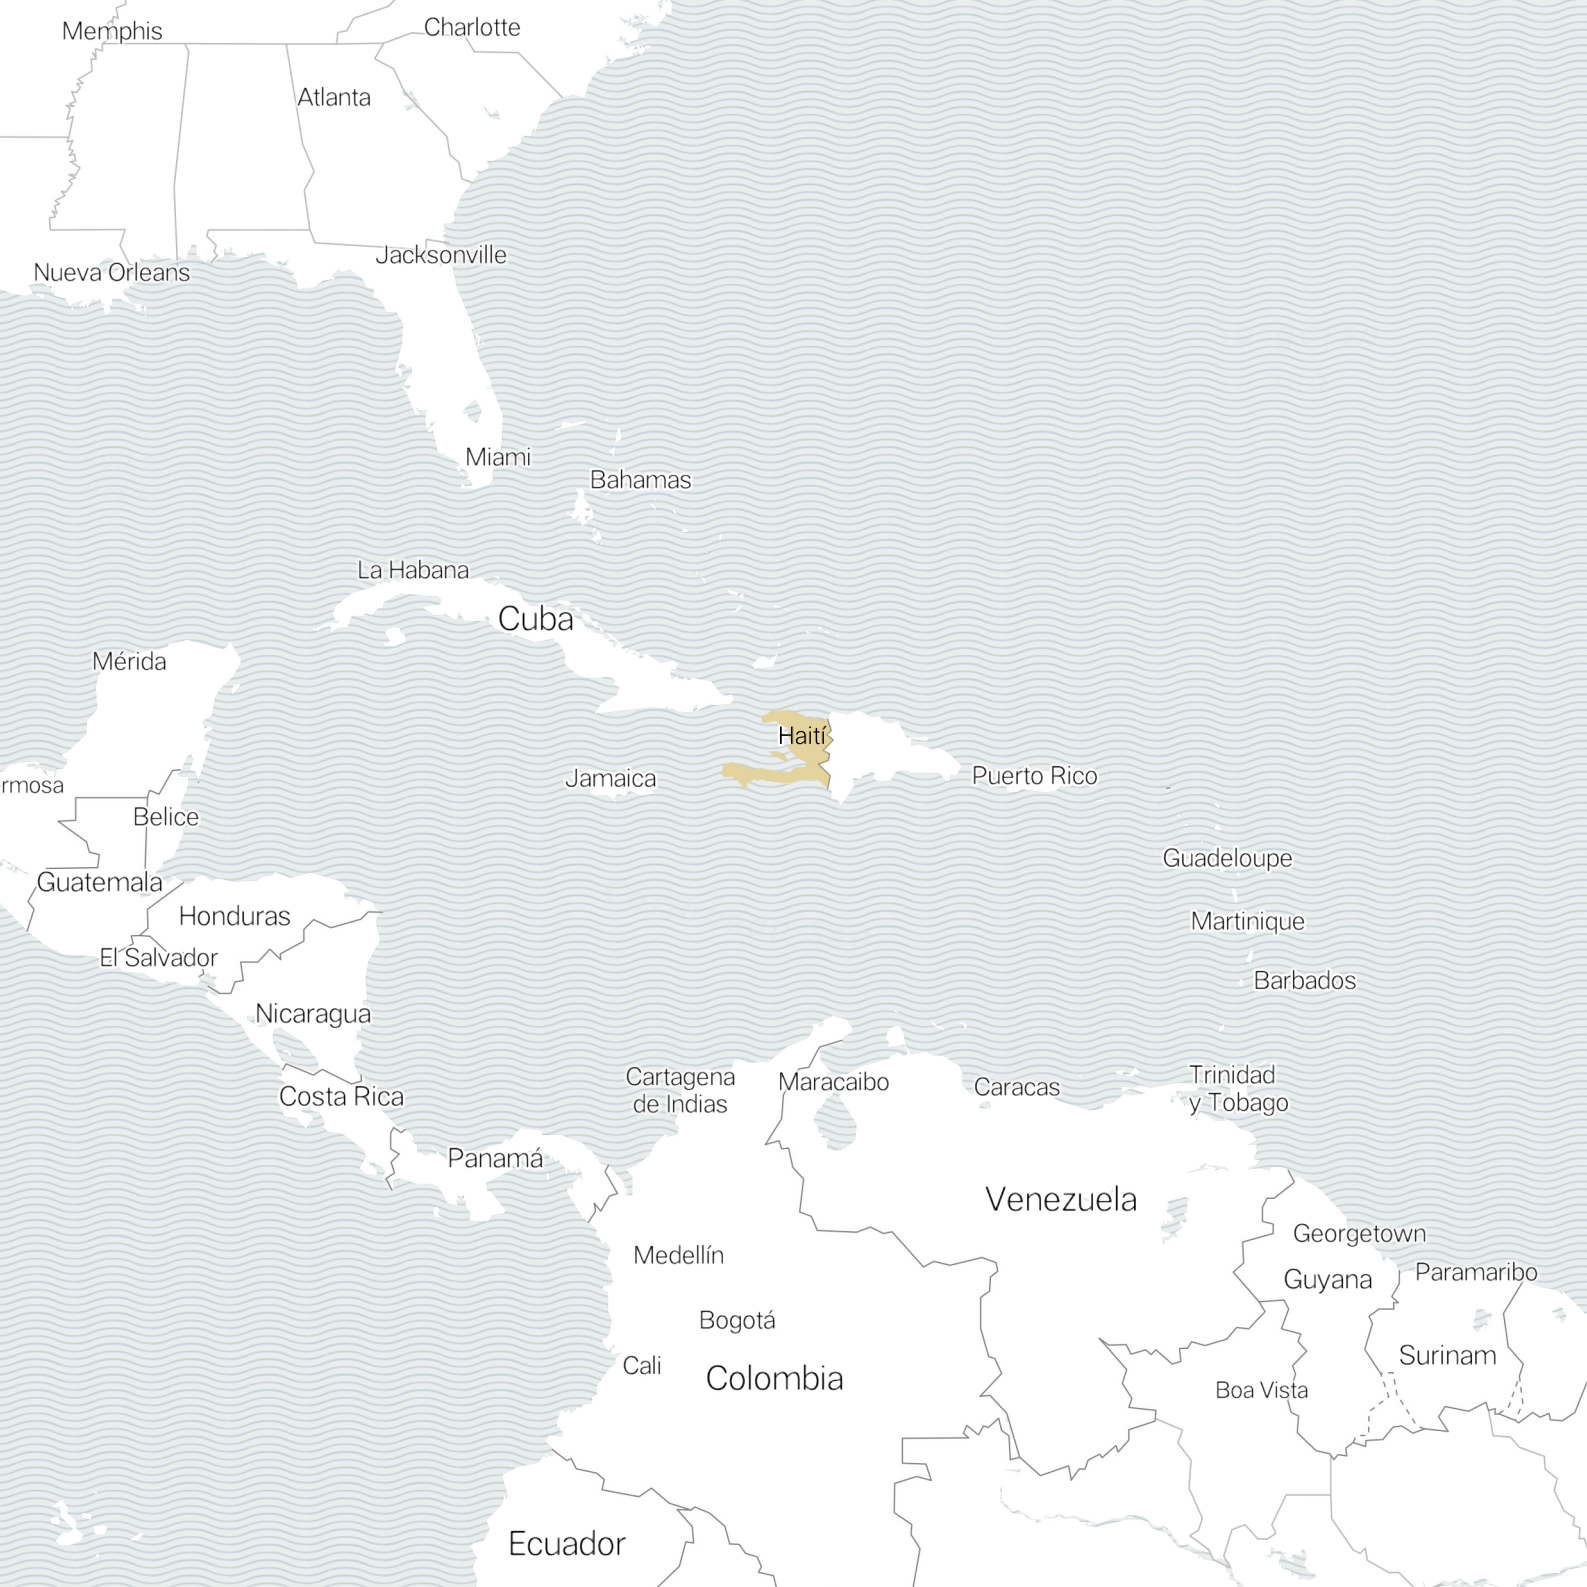 Memphis
Charlotte
Atlanta
Jacksonville
Nueva Orleans
Miami
Bahamas
La Habana
Cuba
Mérida
Haití
Jamaica
Puerto Rico
rmosa
Belice
Guadeloupe
Guatemala
Honduras
Martinique
El Salvador
Barbados
Nicaragua
Cartagena
de Indias
Maracaibo
Caracas
Trinidad
y Tobago
Costa Rica
Panamá
Venezuela
Georgetown
Medellín
Guyana
Paramaribo
Bogotá
Cali
Colombia
Surinam
Boa Vista
Ecuador